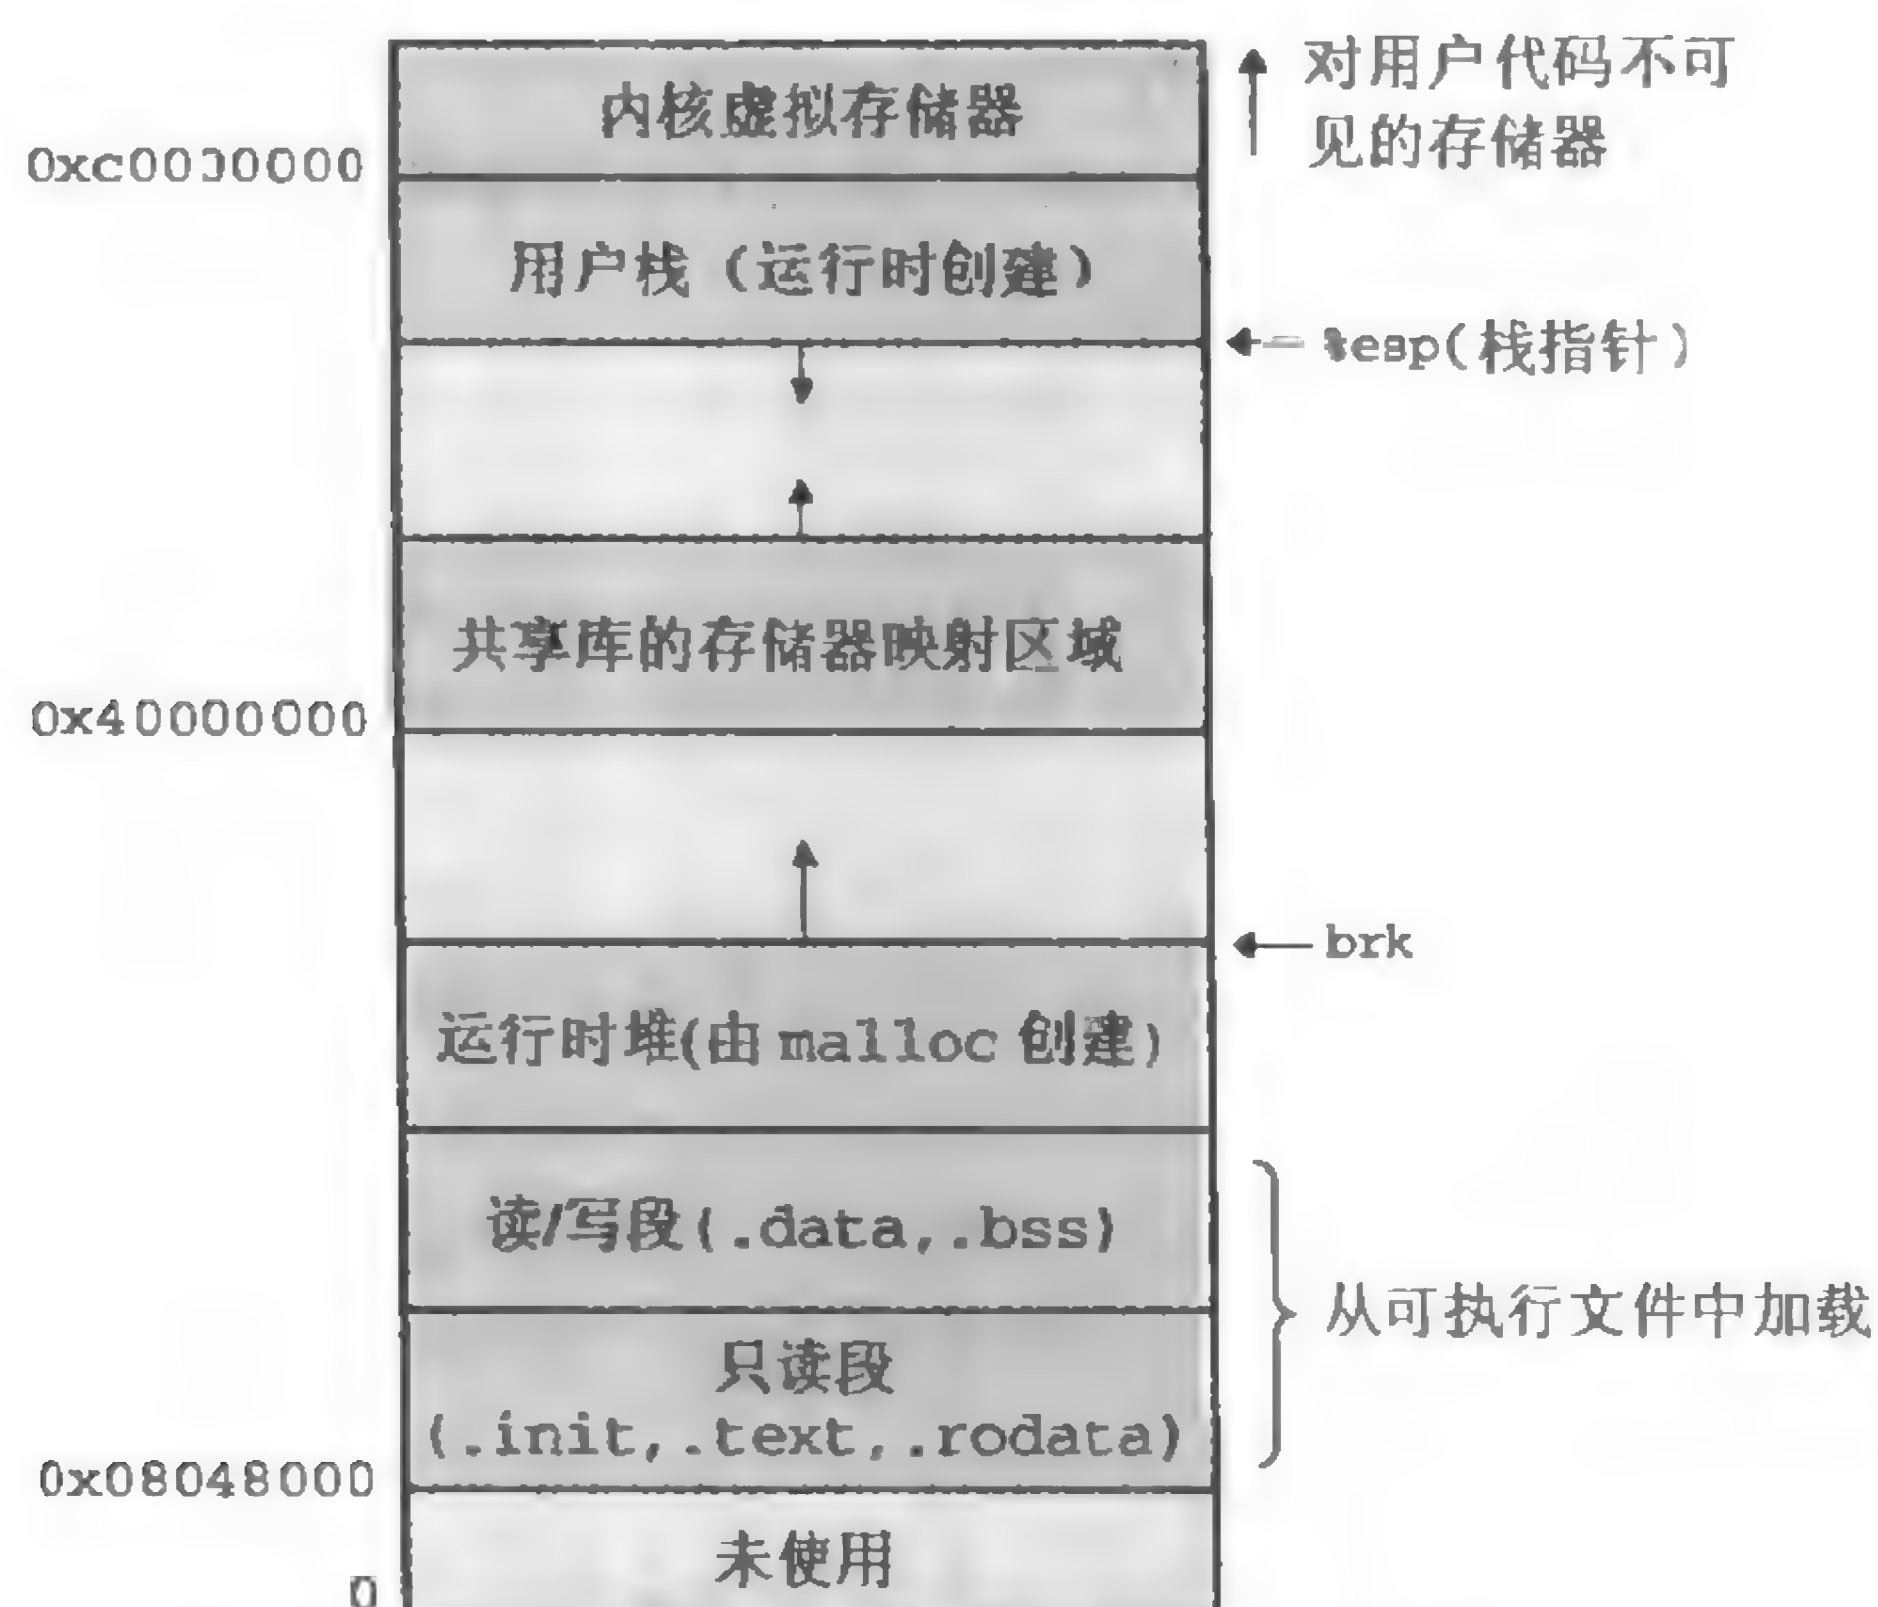 内核虚拟存储器
对用户代码不可
见的存储器
0xc0000000
用户栈（运行时创建）
%esp(栈指针)
共享库的存储器映射区域
0x40000000
brk
运行时堆(由 malloc 创建)
读/写段(.data,.bss)
从可执行文件中加载
只读段
(.init,.text,.rodata)
0x08048000
未使用
0